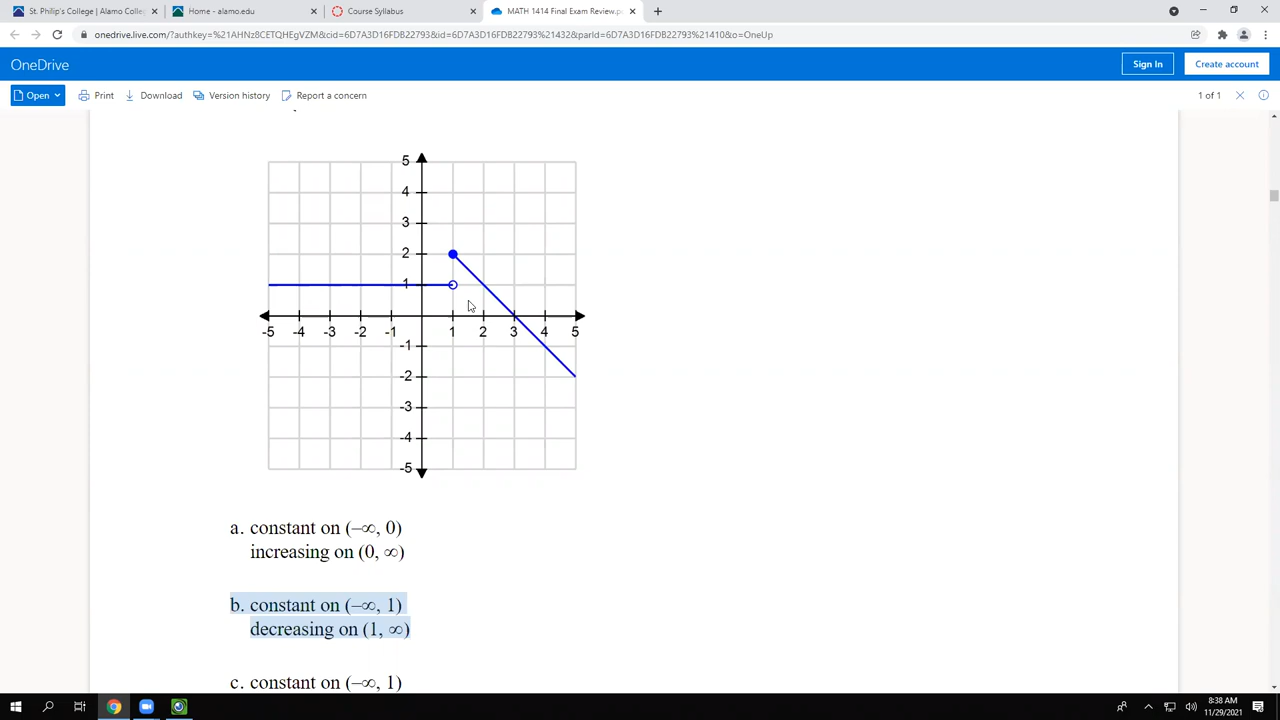 St. Philip's College | Alamo Colle
Home - alamo.edu
Course Syllabus
MATH 1414 Final Exam Review.po
onedrive.live.com/?authkey=%21AHNz8CETQHEgVZM&cid=6D7A3D16FDB22793&id=6D7A3D16FDB22793%21432&parId=6D7A3D16FDB22793%21410&o=OneUp
OneDrive
Sign In
Create account
Open
Print
Download
Version history
Report a concern
1 of 1
5
4
3
2
1
-5 -4 -3 -2 -1 1 2 3 4 5
-1
-2
-3
-4
-5
a. constant on (–∞, 0)
increasing on (0, ∞)
b. constant on (–∞, 1)
decreasing on (1, ∞)
c. constant on (–∞, 1)
8:38 AM
11/29/2021